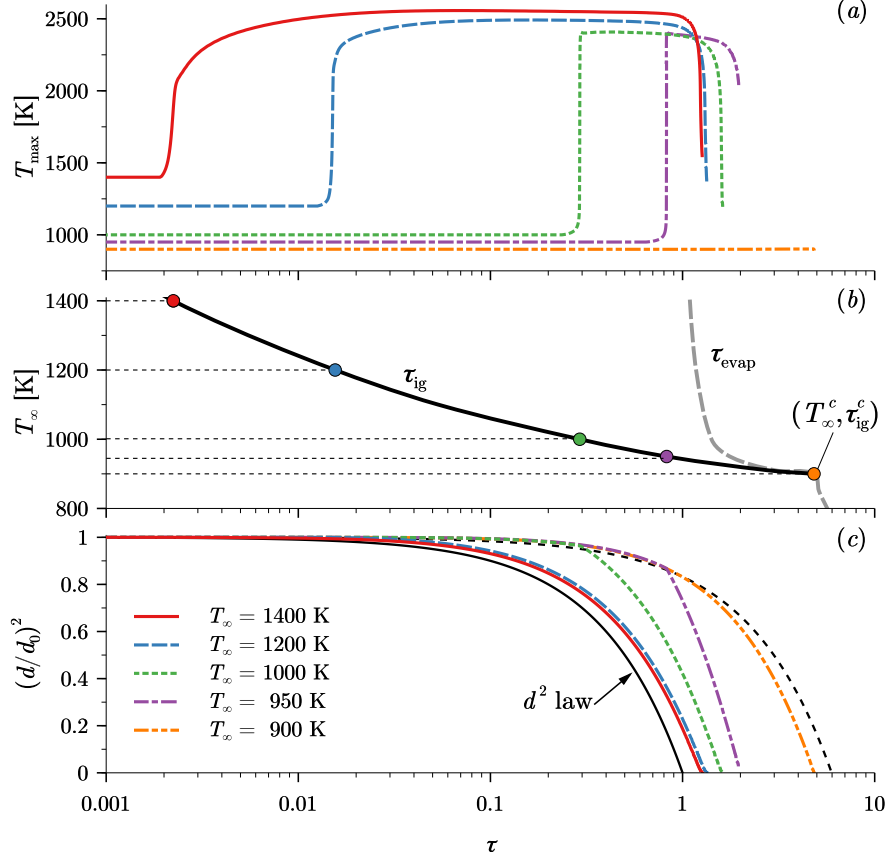 (a)
2500
2000
1500
1000
T_max [K]
(b)
1400
1200
1000
800
T_∞ [K]
τ_ig
τ_evap
(T_∞^c, τ_ig^c)
(c)
1
0.8
0.6
0.4
0.2
0
(d/d_0)^2
T_∞ = 1400 K
T_∞ = 1200 K
T_∞ = 1000 K
T_∞ = 950 K
T_∞ = 900 K
d^2 law
0.001 0.01 0.1 1 10
τ